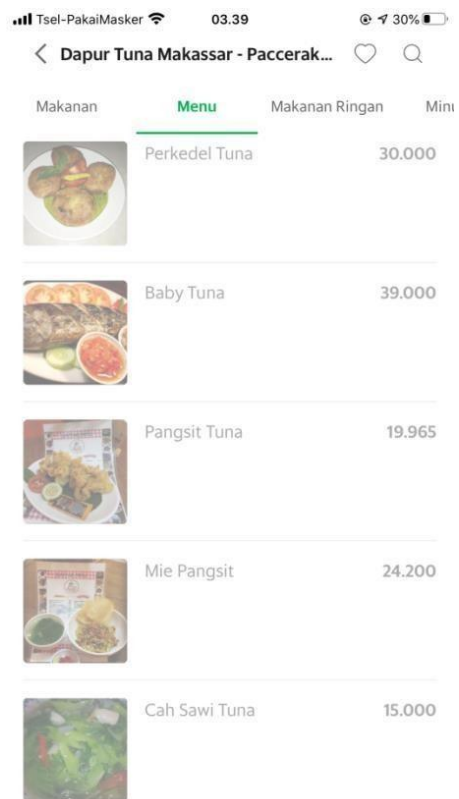 Tsel-PakaiMasker 03.39 30%
Dapur Tuna Makassar - Paccerak...
Makanan Menu Makanan Ringan Minu
Perkedel Tuna 30.000
Baby Tuna 39.000
Pangsit Tuna 19.965
Mie Pangsit 24.200
Cah Sawi Tuna 15.000